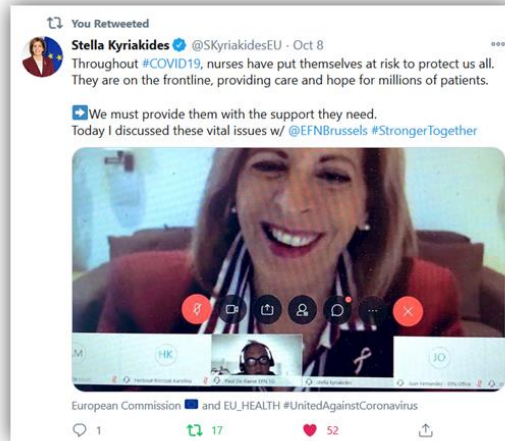 You Retweeted
Stella Kyriakides @SKyriakidesEU · Oct 8
Throughout #COVID19, nurses have put themselves at risk to protect us all.
They are on the frontline, providing care and hope for millions of patients.
We must provide them with the support they need.
Today I discussed these vital issues w/ @EFNBrussels #StrongerTogether
HK
JO
stella kyriakides
European Commission and EU_HEALTH #UnitedAgainstCoronavirus
1 17 52